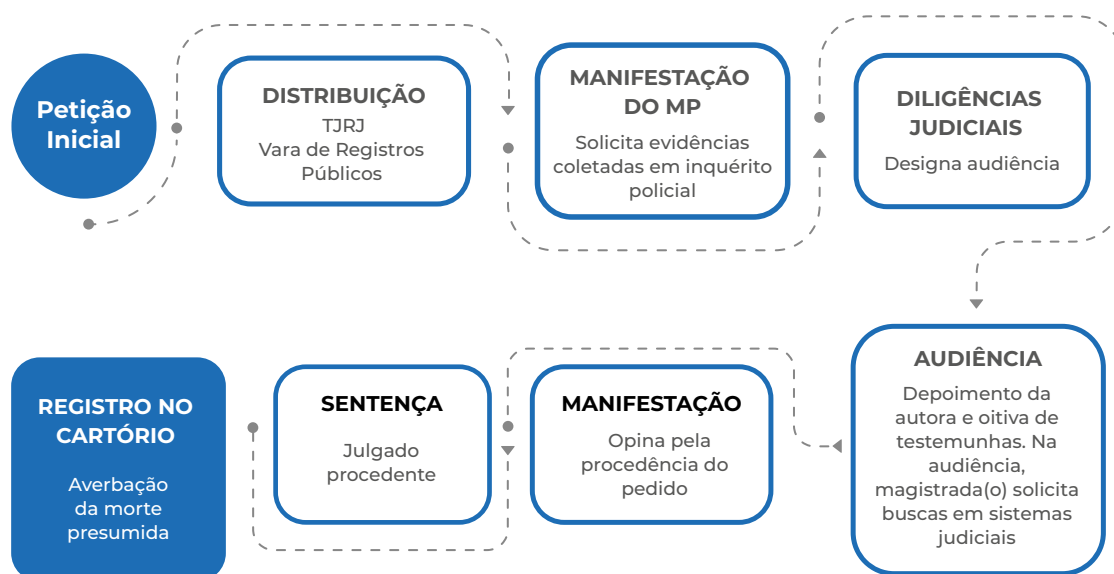 Petição
Inicial
DISTRIBUIÇÃO
TJRJ
Vara de Registros
Públicos
MANIFESTAÇÃO
DO MP
Solicita evidências
coletadas em inquérito
policial
DILIGÊNCIAS
JUDICIAIS
Designa audiência
AUDIÊNCIA
Depoimento da
autora e oitiva de
testemunhas. Na
audiência,
magistrada(o) solicita
buscas em sistemas
judiciais
MANIFESTAÇÃO
Opina pela
procedência do
pedido
SENTENÇA
Julgado
procedente
REGISTRO NO
CARTÓRIO
Averbação
da morte
presumida